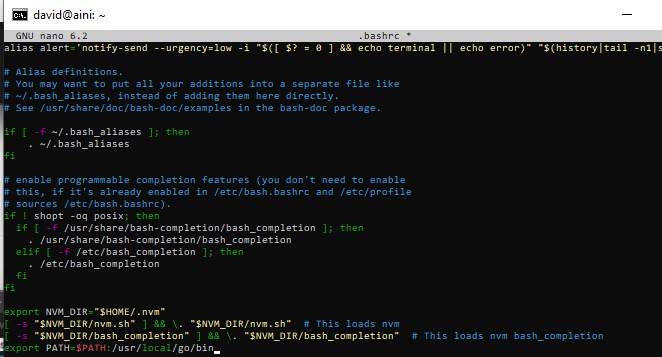 david@aini: ~
GNU nano 6.2 .bashrc *
alias alert='notify-send --urgency=low -i "$([ $? = 0 ] && echo terminal || echo error)" "$(history|tail -n1|s
# Alias definitions.
# You may want to put all your additions into a separate file like
# ~/.bash_aliases, instead of adding them here directly.
# See /usr/share/doc/bash-doc/examples in the bash-doc package.
if [ -f ~/.bash_aliases ]; then
    . ~/.bash_aliases
fi
# enable programmable completion features (you don't need to enable
# this, if it's already enabled in /etc/bash.bashrc and /etc/profile
# sources /etc/bash.bashrc).
if ! shopt -oq posix; then
  if [ -f /usr/share/bash-completion/bash_completion ]; then
    . /usr/share/bash-completion/bash_completion
  elif [ -f /etc/bash_completion ]; then
    . /etc/bash_completion
  fi
fi
export NVM_DIR="$HOME/.nvm"
[ -s "$NVM_DIR/nvm.sh" ] && \. "$NVM_DIR/nvm.sh"  # This loads nvm
[ -s "$NVM_DIR/bash_completion" ] && \. "$NVM_DIR/bash_completion"  # This loads nvm bash_completion
export PATH=$PATH:/usr/local/go/bin